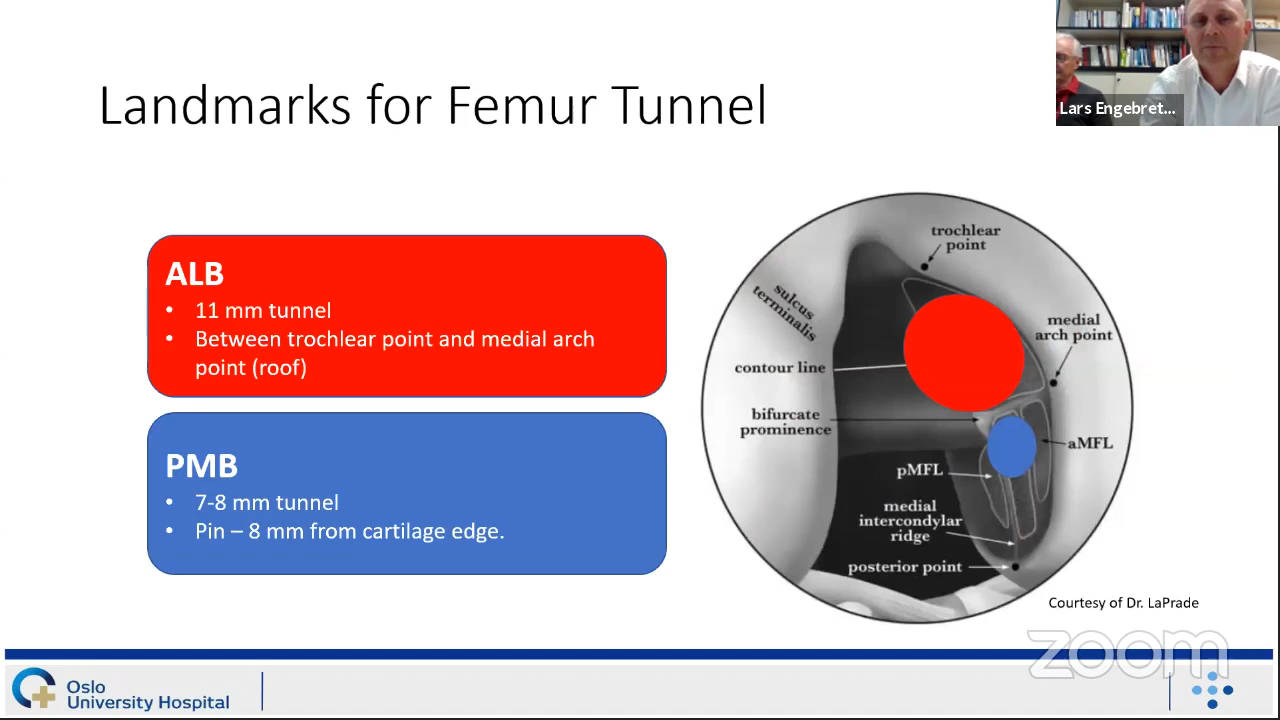 Lars Engebret...
Landmarks for Femur Tunnel
ALB
• 11 mm tunnel
• Between trochlear point and medial arch
point (roof)
PMB
• 7-8 mm tunnel
• Pin – 8 mm from cartilage edge.
trochlear
point
sulcus
terminalis
medial
arch point
contour line
bifurcate
prominence
aMFL
pMFL
medial
intercondylar
ridge
posterior point
Courtesy of Dr. LaPrade
zoom
Oslo
University Hospital